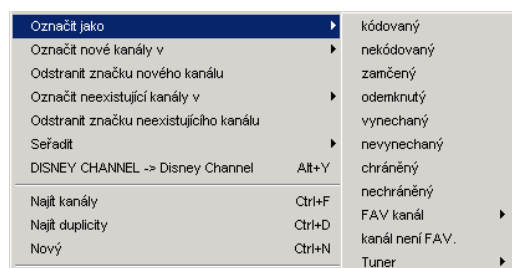 Označit jako
Označit nové kanály v
Odstranit značku nového kanálu
Označit neexistující kanály v
Odstranit značku neexistujícího kanálu
Seřadit
DISNEY CHANNEL -> Disney Channel Alt+Y
Najít kanály Ctrl+F
Najít duplicity Ctrl+D
Nový Ctrl+N
kódovaný
nekódovaný
zamčený
odemknutý
vynechaný
nevynechaný
chráněný
nechráněný
FAV kanál
kanál není FAV.
Tuner